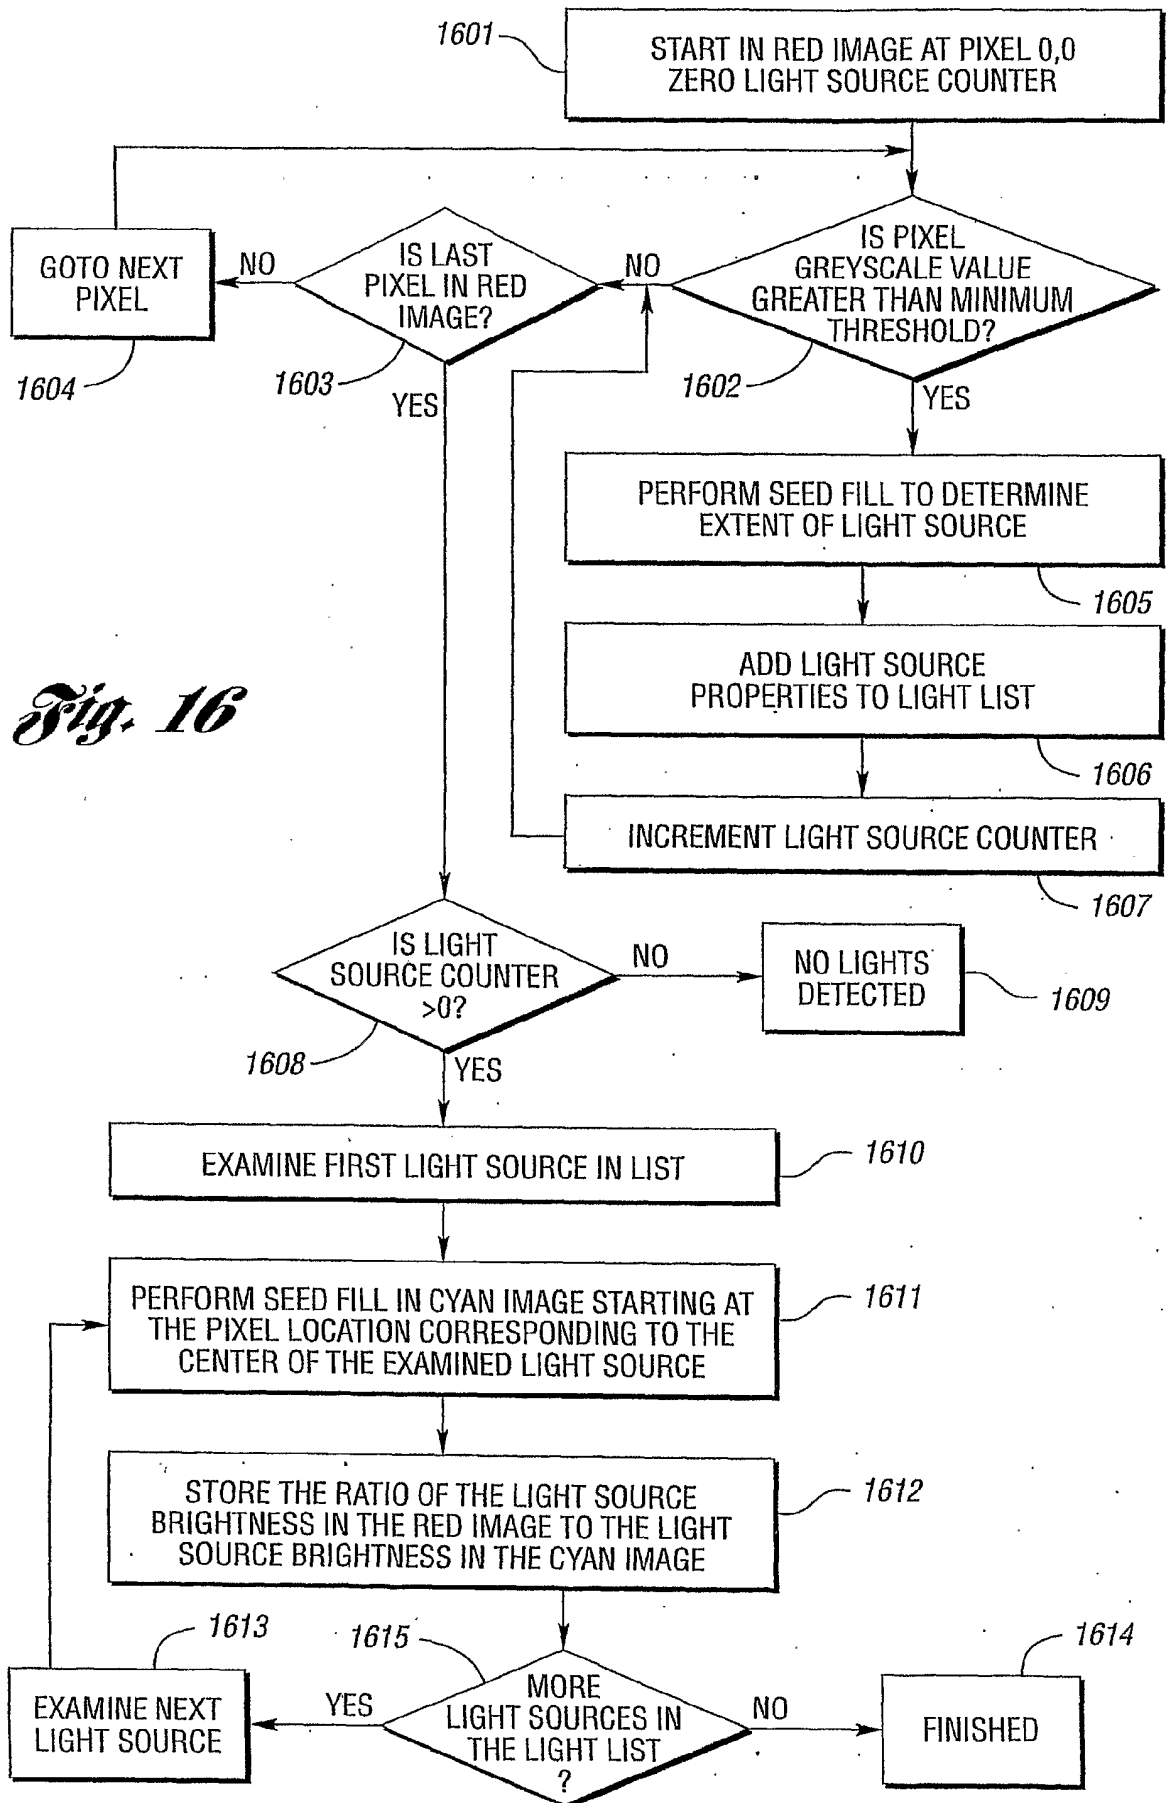 1601
START IN RED IMAGE AT PIXEL 0,0
ZERO LIGHT SOURCE COUNTER
GOTO NEXT
PIXEL
1604
NO
IS LAST
PIXEL IN RED
IMAGE?
1603
YES
NO
IS PIXEL
GREYSCALE VALUE
GREATER THAN MINIMUM
THRESHOLD?
1602
YES
PERFORM SEED FILL TO DETERMINE
EXTENT OF LIGHT SOURCE
1605
ADD LIGHT SOURCE
PROPERTIES TO LIGHT LIST
1606
Fig. 16
INCREMENT LIGHT SOURCE COUNTER
1607
IS LIGHT
SOURCE COUNTER
>0?
1608
NO
NO LIGHTS
DETECTED
1609
YES
EXAMINE FIRST LIGHT SOURCE IN LIST
1610
PERFORM SEED FILL IN CYAN IMAGE STARTING AT
THE PIXEL LOCATION CORRESPONDING TO THE
CENTER OF THE EXAMINED LIGHT SOURCE
1611
STORE THE RATIO OF THE LIGHT SOURCE
BRIGHTNESS IN THE RED IMAGE TO THE LIGHT
SOURCE BRIGHTNESS IN THE CYAN IMAGE
1612
1613
EXAMINE NEXT
LIGHT SOURCE
YES
1615
MORE
LIGHT SOURCES IN
THE LIGHT LIST
?
NO
1614
FINISHED